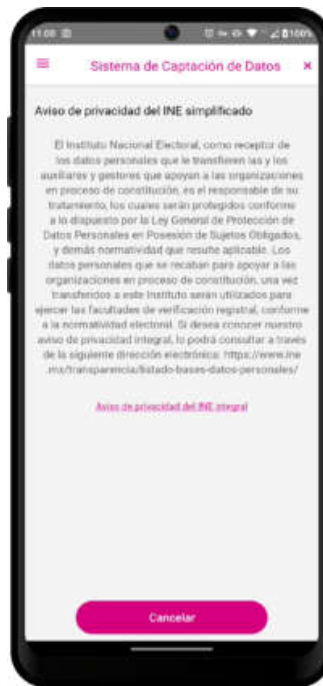 11:00
100%
Sistema de Captación de Datos ×
Aviso de privacidad del INE simplificado
El Instituto Nacional Electoral, como receptor de
los datos personales que le transfieren las y los
auxiliares y gestores que apoyan a las organizaciones
en proceso de constitución, es el responsable de su
tratamiento, los cuales serán protegidos conforme
a lo dispuesto por la Ley General de Protección de
Datos Personales en Posesión de Sujetos Obligados,
y demás normatividad que resulte aplicable. Los
datos personales que se recaban para apoyar a las
organizaciones en proceso de constitución, una vez
transferidos a este Instituto serán utilizados para
ejercer las facultades de verificación registral, conforme
a la normatividad electoral. Si desea conocer nuestro
aviso de privacidad integral, lo podrá consultar a través
de la siguiente dirección electrónica: https://www.ine
.mx/transparencia/listado-bases-datos-personales/
Aviso de privacidad del INE integral
Cancelar